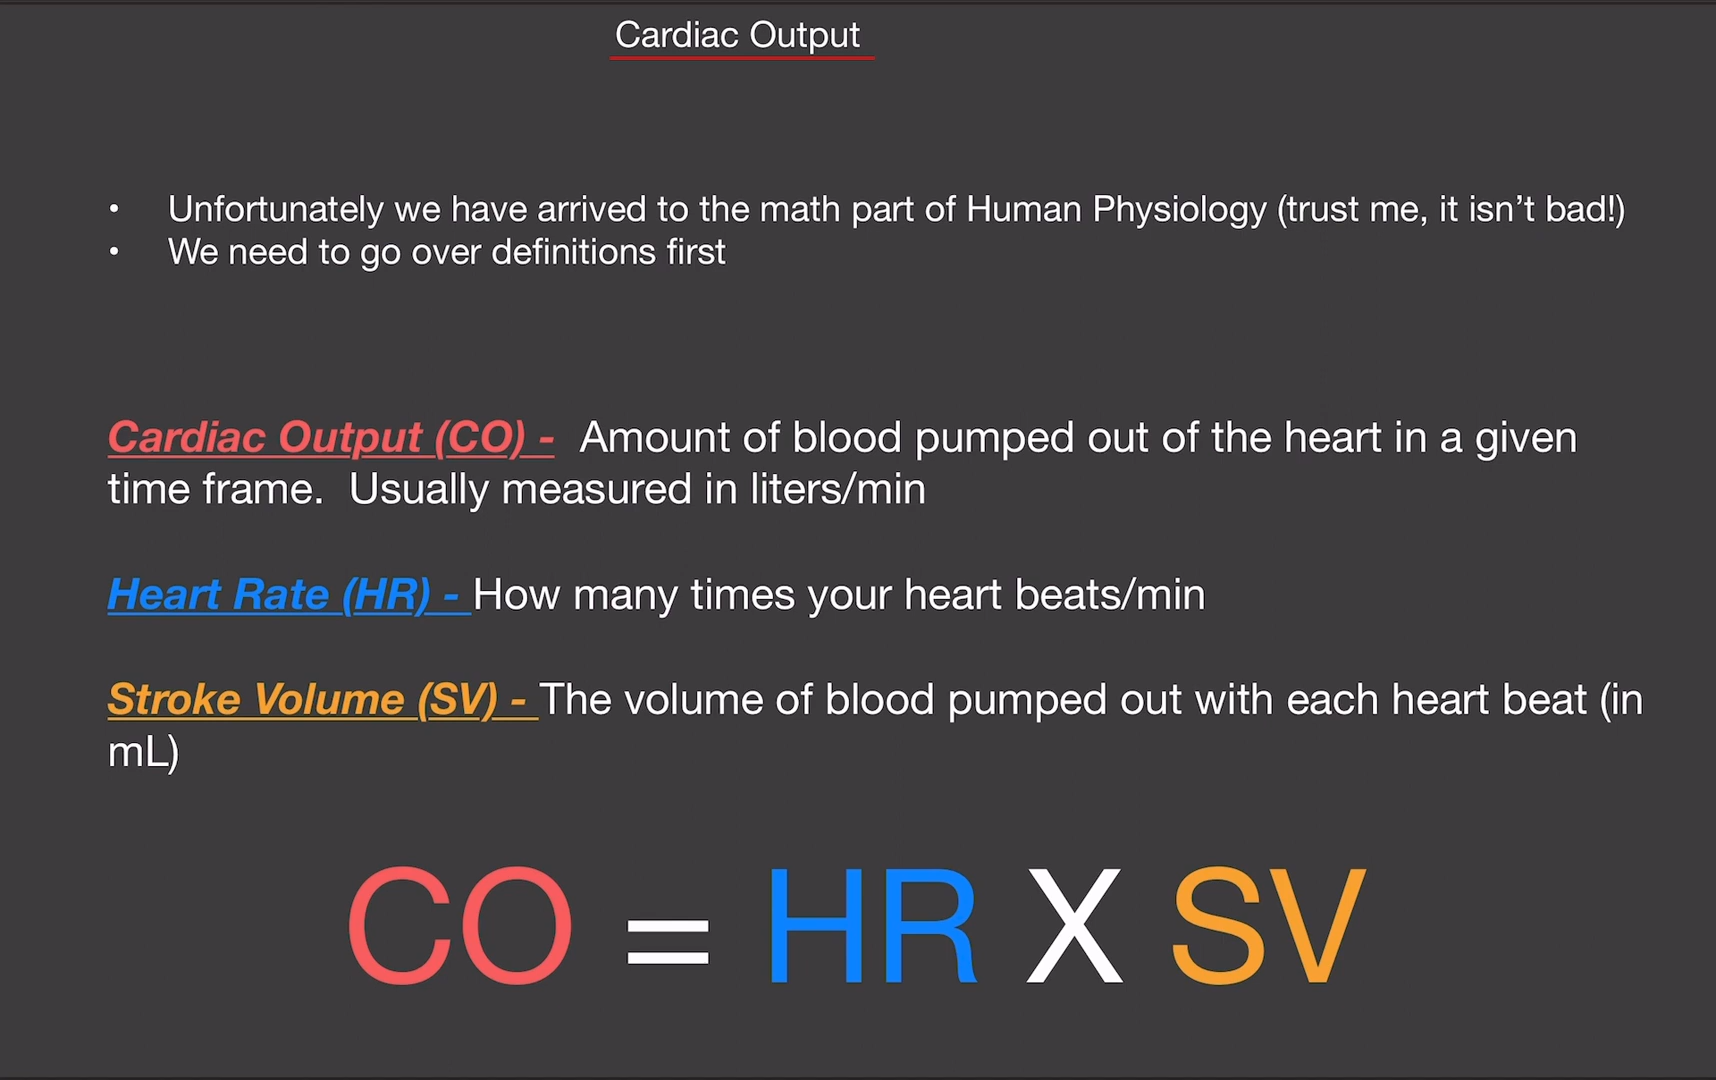 Cardiac Output
• Unfortunately we have arrived to the math part of Human Physiology (trust me, it isn’t bad!)
• We need to go over definitions first
Cardiac Output (CO) - Amount of blood pumped out of the heart in a given
time frame. Usually measured in liters/min
Heart Rate (HR) - How many times your heart beats/min
Stroke Volume (SV) - The volume of blood pumped out with each heart beat (in
mL)
CO = HR X SV